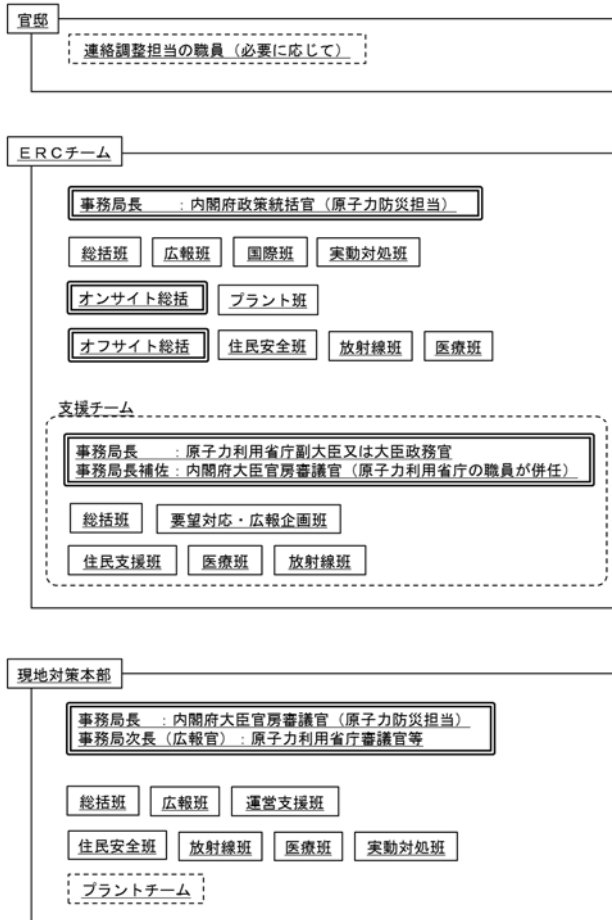 官邸
連絡調整担当の職員（必要に応じて）
ＥＲＣチーム
事務局長　　：内閣府政策統括官（原子力防災担当）
総括班　広報班　国際班　実動対処班
オンサイト総括　プラント班
オフサイト総括　住民安全班　放射線班　医療班
支援チーム
事務局長　　：原子力利用省庁副大臣又は大臣政務官
事務局長補佐：内閣府大臣官房審議官（原子力利用省庁の職員が併任）
総括班　要望対応・広報企画班
住民支援班　医療班　放射線班
現地対策本部
事務局長　：内閣府大臣官房審議官（原子力防災担当）
事務局次長（広報官）：原子力利用省庁審議官等
総括班　広報班　運営支援班
住民安全班　放射線班　医療班　実動対処班
プラントチーム